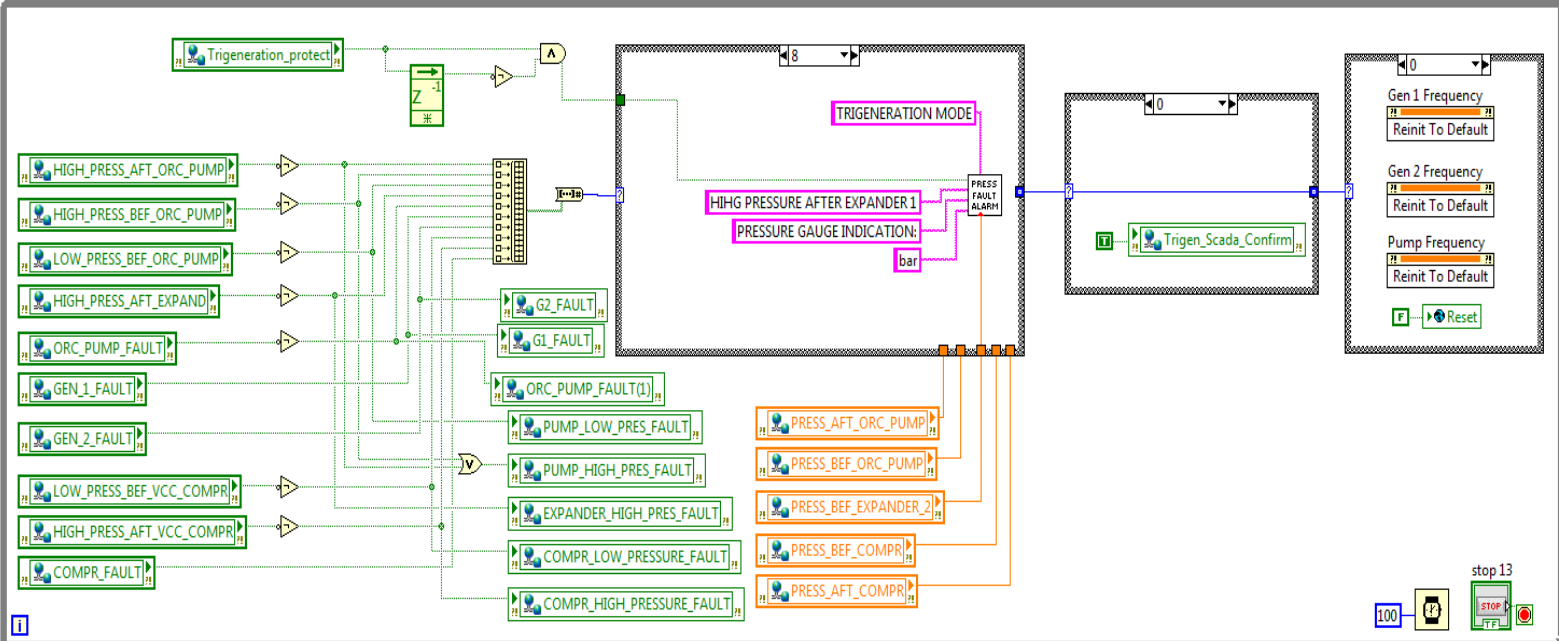 Trigeneration_protect
8
0
0
Gen 1 Frequency
Reinit To Default
Gen 2 Frequency
Reinit To Default
Pump Frequency
Reinit To Default
F
Reset
Z
-1
TRIGENERATION MODE
HIHG PRESSURE AFTER EXPANDER 1
PRESSURE GAUGE INDICATION:
bar
PRESS
FAULT
ALARM
T
Trigen_Scada_Confirm
HIGH_PRESS_AFT_ORC_PUMP
HIGH_PRESS_BEF_ORC_PUMP
LOW_PRESS_BEF_ORC_PUMP
HIGH_PRESS_AFT_EXPAND
ORC_PUMP_FAULT
GEN_1_FAULT
GEN_2_FAULT
LOW_PRESS_BEF_VCC_COMPR
HIGH_PRESS_AFT_VCC_COMPR
COMPR_FAULT
G2_FAULT
G1_FAULT
ORC_PUMP_FAULT(1)
PUMP_LOW_PRES_FAULT
PUMP_HIGH_PRES_FAULT
EXPANDER_HIGH_PRES_FAULT
COMPR_LOW_PRESSURE_FAULT
COMPR_HIGH_PRESSURE_FAULT
PRESS_AFT_ORC_PUMP
PRESS_BEF_ORC_PUMP
PRESS_BEF_EXPANDER_2
PRESS_BEF_COMPR
PRESS_AFT_COMPR
i
100
stop 13
STOP
TF